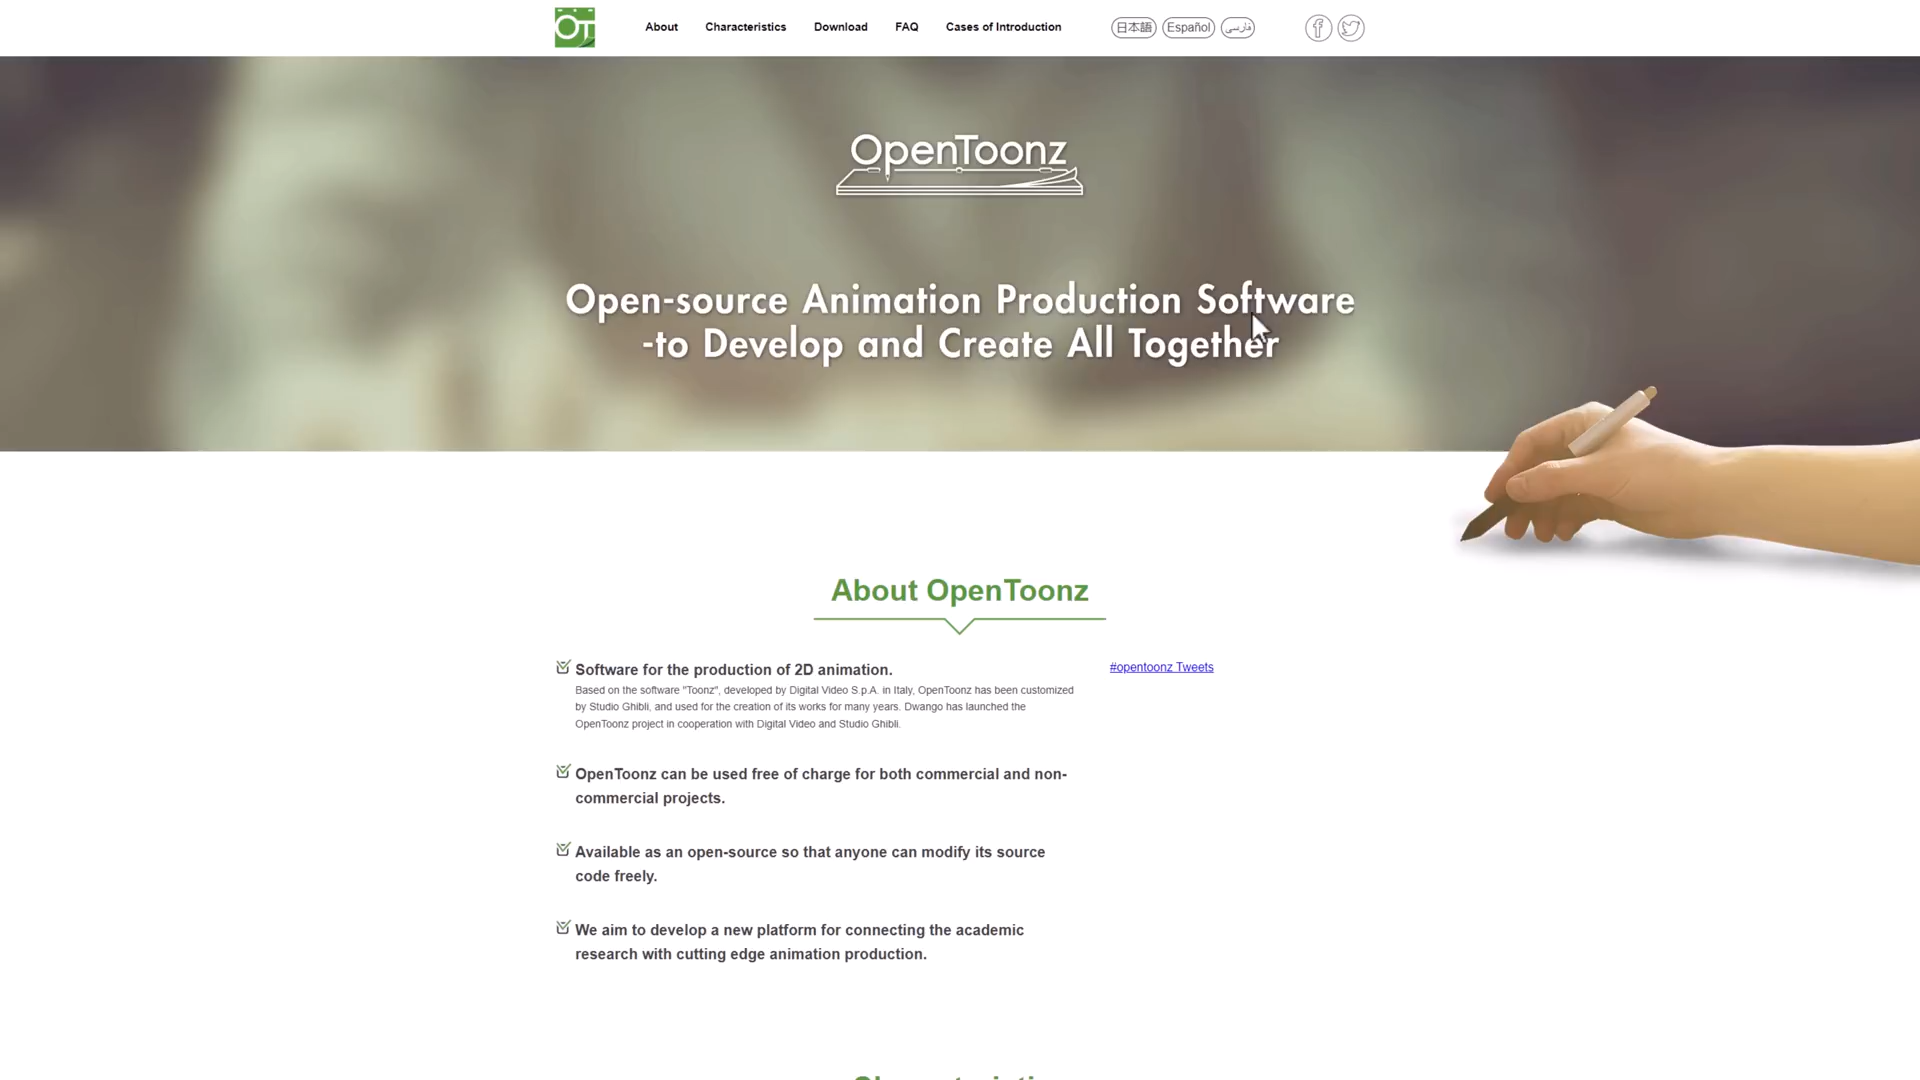 OT About Characteristics Download FAQ Cases of Introduction 日本語 Español فارسی
OpenToonz
Open-source Animation Production Software
-to Develop and Create All Together
About OpenToonz
Software for the production of 2D animation.
#opentoonz Tweets
Based on the software "Toonz", developed by Digital Video S.p.A. in Italy, OpenToonz has been customized
by Studio Ghibli, and used for the creation of its works for many years. Dwango has launched the
OpenToonz project in cooperation with Digital Video and Studio Ghibli.
OpenToonz can be used free of charge for both commercial and non-
commercial projects.
Available as an open-source so that anyone can modify its source
code freely.
We aim to develop a new platform for connecting the academic
research with cutting edge animation production.